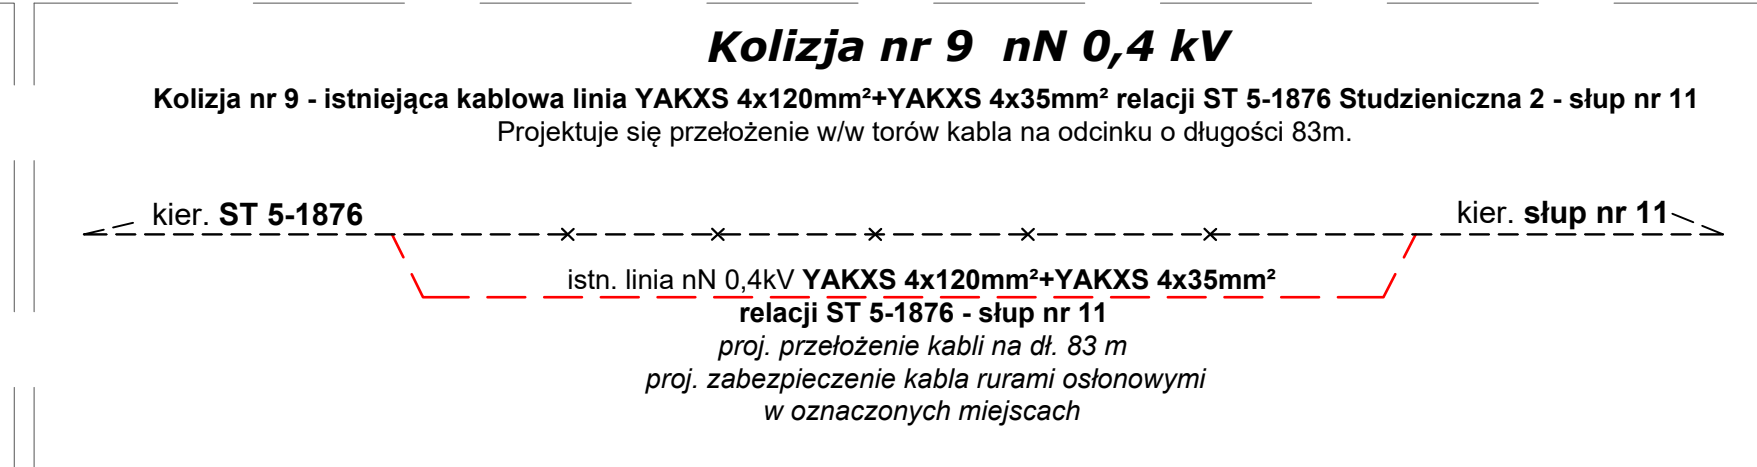 Kolizja nr 9 nN 0,4 kV
Kolizja nr 9 - istniejąca kablowa linia YAKXS 4x120mm²+YAKXS 4x35mm² relacji ST 5-1876 Studzieniczna 2 - słup nr 11
Projektuje się przełożenie w/w torów kabla na odcinku o długości 83m.
kier. ST 5-1876
kier. słup nr 11
istn. linia nN 0,4kV YAKXS 4x120mm²+YAKXS 4x35mm²
relacji ST 5-1876 - słup nr 11
proj. przełożenie kabli na dł. 83 m
proj. zabezpieczenie kabla rurami osłonowymi
w oznaczonych miejscach